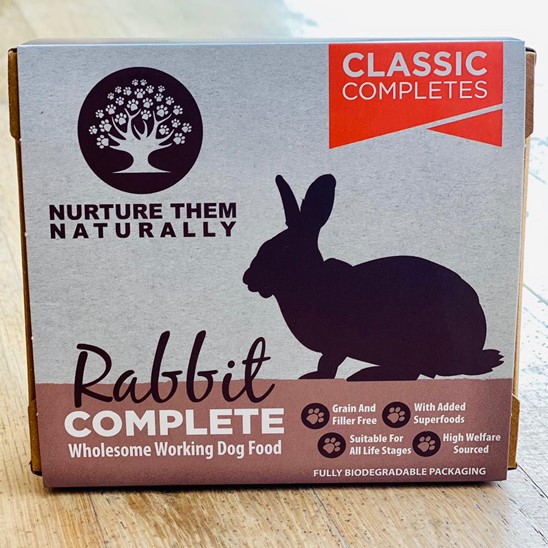 CLASSIC
COMPLETES
NURTURE THEM
NATURALLY
Rabbit
COMPLETE
Wholesome Working Dog Food
Grain And
Filler Free
With Added
Superfoods
Suitable For
All Life Stages
High Welfare
Sourced
FULLY BIODEGRADABLE PACKAGING